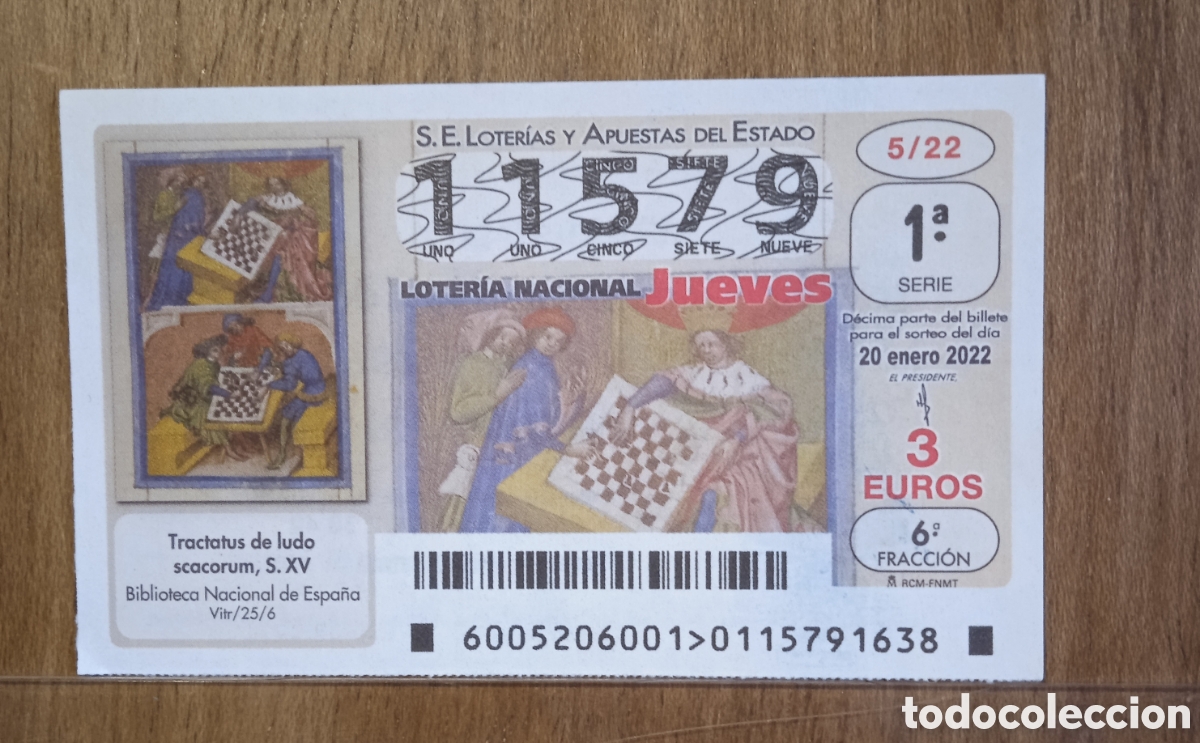 S. E. LOTERÍAS Y APUESTAS DEL ESTADO
11579
UNO UNO CINCO SIETE NUEVE
LOTERÍA NACIONAL Jueves
5/22
1ª
SERIE
Décima parte del billete
para el sorteo del día
20 enero 2022
EL PRESIDENTE,
3
EUROS
6ª
FRACCIÓN
RCM-FNMT
Tractatus de ludo
scacorum, S. XV
Biblioteca Nacional de España
Vitr/25/6
6005206001>0115791638
todocoleccion